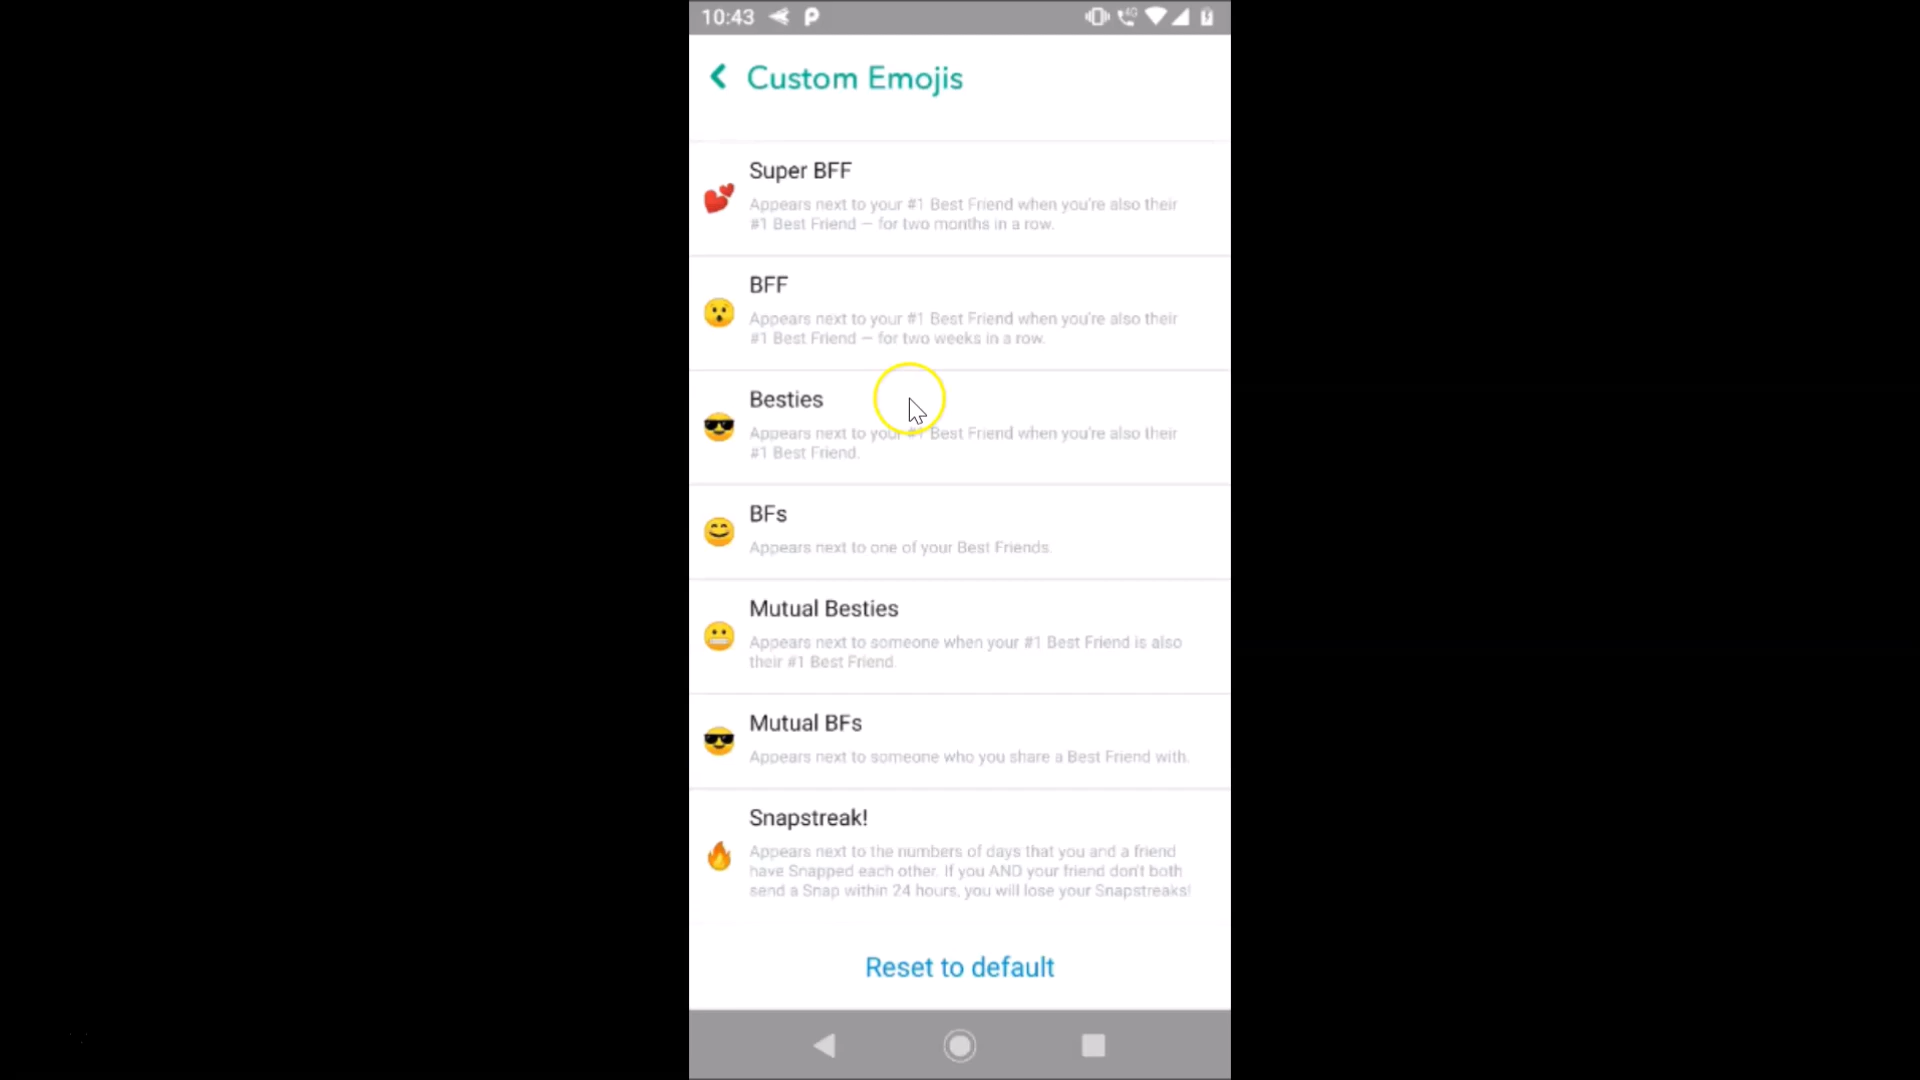 10:43
Custom Emojis
Super BFF
Appears next to your #1 Best Friend when you're also their
#1 Best Friend — for two months in a row.
BFF
Appears next to your #1 Best Friend when you're also their
#1 Best Friend — for two weeks in a row.
Besties
Appears next to your #1 Best Friend when you're also their
#1 Best Friend.
BFs
Appears next to one of your Best Friends.
Mutual Besties
Appears next to someone when your #1 Best Friend is also
their #1 Best Friend.
Mutual BFs
Appears next to someone who you share a Best Friend with.
Snapstreak!
Appears next to the numbers of days that you and a friend
have Snapped each other. If you AND your friend don't both
send a Snap within 24 hours, you will lose your Snapstreaks!
Reset to default